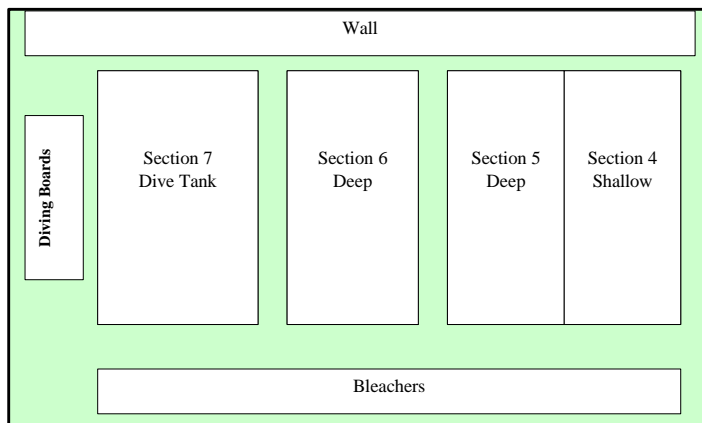 Wall
Diving Boards
Section 7
Dive Tank
Section 6
Deep
Section 5
Deep
Section 4
Shallow
Bleachers